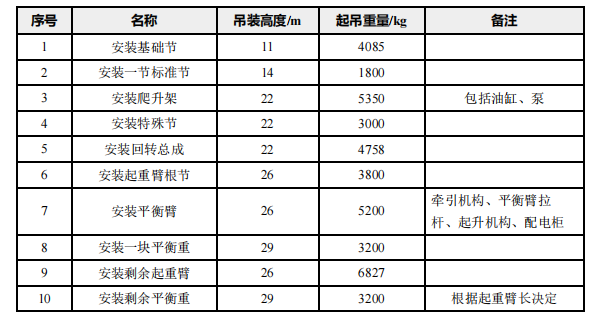 序号 名称 吊装高度/m 起吊重量/kg 备注
1 安装基础节 11 4085
2 安装一节标准节 14 1800
3 安装爬升架 22 5350 包括油缸、泵
4 安装特殊节 22 3000
5 安装回转总成 22 4758
6 安装起重臂根节 26 3800
7 安装平衡臂 26 5200 牵引机构、平衡臂拉
杆、起升机构、配电柜
8 安装一块平衡重 29 3200
9 安装剩余起重臂 26 6827
10 安装剩余平衡重 29 3200 根据起重臂长决定